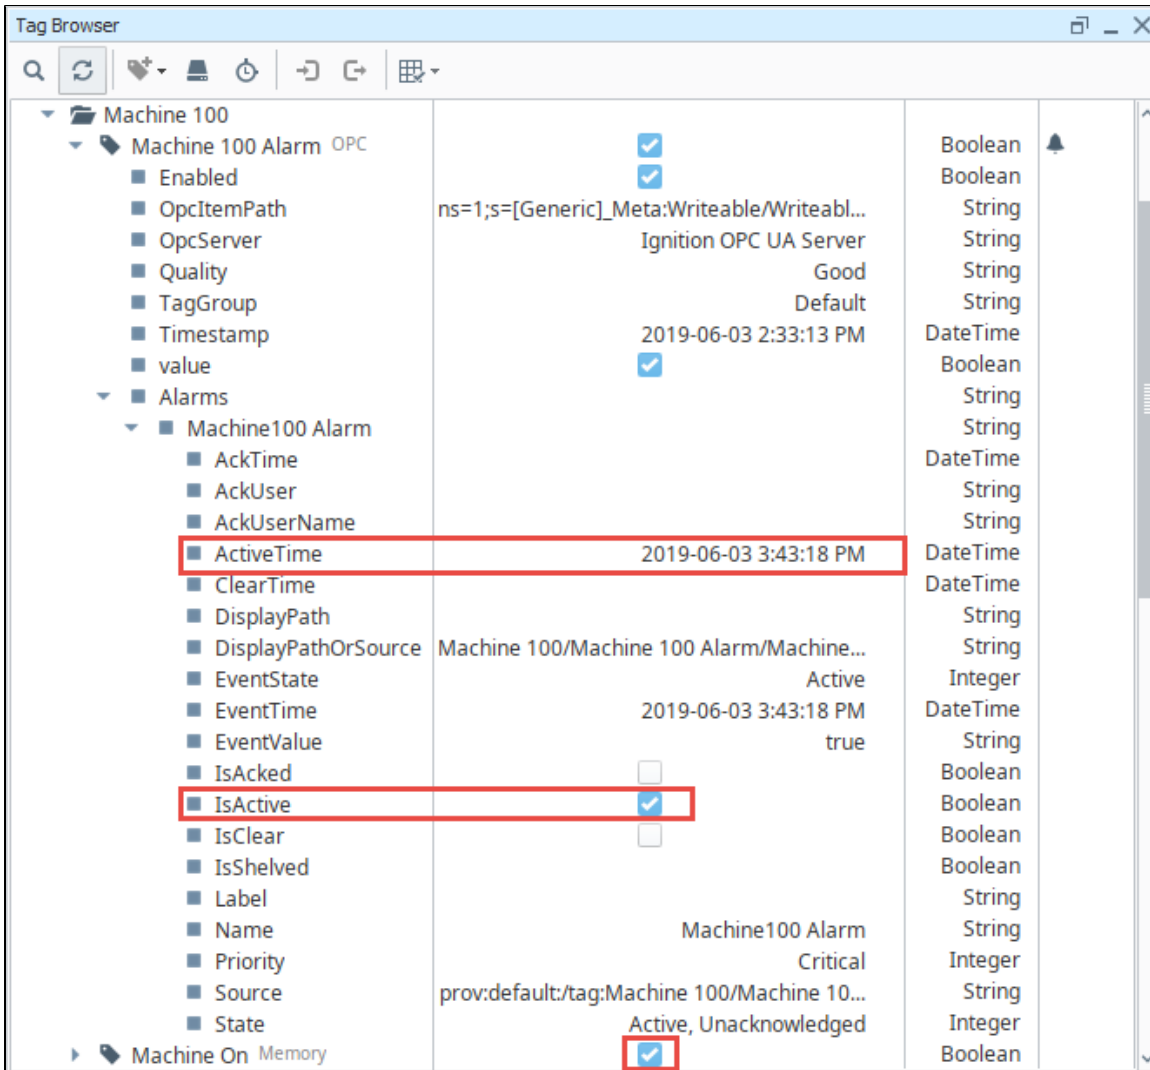 Tag Browser
Machine 100
Machine 100 Alarm OPC Boolean
Enabled Boolean
OpcItemPath ns=1;s=[Generic]_Meta:Writeable/Writeabl... String
OpcServer Ignition OPC UA Server String
Quality Good String
TagGroup Default String
Timestamp 2019-06-03 2:33:13 PM DateTime
value Boolean
Alarms String
Machine100 Alarm String
AckTime DateTime
AckUser String
AckUserName String
ActiveTime 2019-06-03 3:43:18 PM DateTime
ClearTime DateTime
DisplayPath String
DisplayPathOrSource Machine 100/Machine 100 Alarm/Machine... String
EventState Active Integer
EventTime 2019-06-03 3:43:18 PM DateTime
EventValue true String
IsAcked Boolean
IsActive Boolean
IsClear Boolean
IsShelved Boolean
Label String
Name Machine100 Alarm String
Priority Critical Integer
Source prov:default:/tag:Machine 100/Machine 10... String
State Active, Unacknowledged Integer
Machine On Memory Boolean